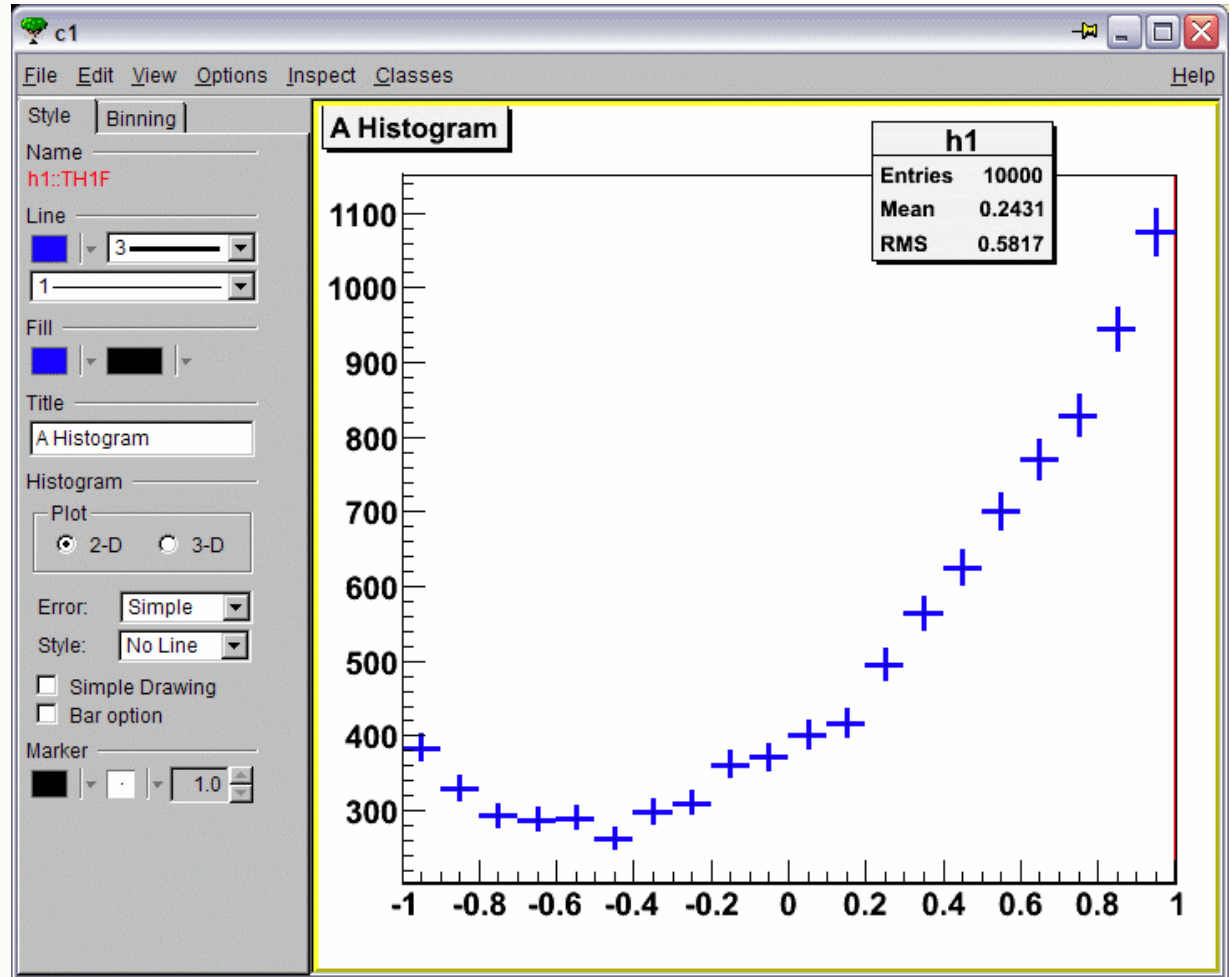 c1
File Edit View Options Inspect Classes Help
Style Binning
Name
h1::TH1F
Line
3
1
Fill
Title
A Histogram
Histogram
Plot
2-D 3-D
Error: Simple
Style: No Line
Simple Drawing
Bar option
Marker
1.0
A Histogram
h1
Entries 10000
Mean 0.2431
RMS 0.5817
1100
1000
900
800
700
600
500
400
300
-1 -0.8 -0.6 -0.4 -0.2 0 0.2 0.4 0.6 0.8 1